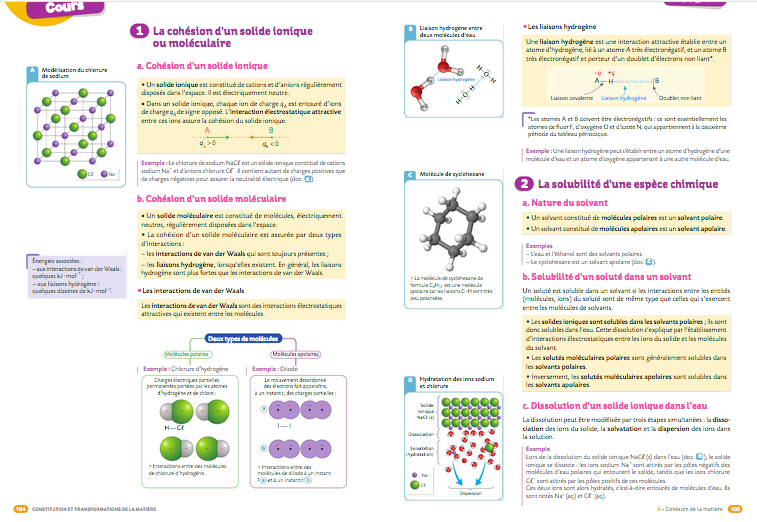 Cours
1 La cohésion d'un solide ionique
ou moléculaire
A Modélisation du chlorure
de sodium
Cℓ⁻ Na⁺
a. Cohésion d'un solide ionique
• Un solide ionique est constitué de cations et d'anions régulièrement
disposés dans l'espace. Il est électriquement neutre.
• Dans un solide ionique, chaque ion de charge qA est entouré d'ions
de charge qB de signe opposé. L'interaction électrostatique attractive
entre ces ions assure la cohésion du solide ionique.
A B
qA > 0 qB < 0
Exemple : Le chlorure de sodium NaCℓ est un solide ionique constitué de cations
sodium Na⁺ et d'anions chlorure Cℓ⁻. Il contient autant de charges positives que
de charges négatives pour assurer la neutralité électrique (doc. A).
b. Cohésion d'un solide moléculaire
• Un solide moléculaire est constitué de molécules, électriquement
neutres, régulièrement disposées dans l'espace.
• La cohésion d'un solide moléculaire est assurée par deux types
d'interactions :
– les interactions de van der Waals qui sont toujours présentes ;
– les liaisons hydrogène, lorsqu'elles existent. En général, les liaisons
hydrogène sont plus fortes que les interactions de van der Waals.
Énergies associées :
– aux interactions de van der Waals :
quelques kJ·mol⁻¹ ;
– aux liaisons hydrogène :
quelques dizaines de kJ·mol⁻¹.
• Les interactions de van der Waals
Les interactions de van der Waals sont des interactions électrostatiques
attractives qui existent entre les molécules.
Deux types de molécules
Molécules polaires
Exemple : Chlorure d'hydrogène
Charges électriques partielles
permanentes portées par les atomes
d'hydrogène et de chlore :
H—Cℓ
> Interactions entre des molécules
de chlorure d'hydrogène.
Molécules apolaires
Exemple : Diiode
Le mouvement désordonné
des électrons fait apparaître,
à un instant t, des charges partielles :
a
I—I
b
> Interactions entre des
molécules de diiode à un instant
t a et à un instant t' b
104 CONSTITUTION ET TRANSFORMATIONS DE LA MATIÈRE
B Liaison hydrogène entre
deux molécules d'eau
Liaison hydrogène
H-O-H
H-O-H
C Molécule de cyclohexane
> La molécule de cyclohexane de
formule C₆H₁₂ est une molécule
apolaire car les liaisons C–H sont très
peu polarisées.
D Hydratation des ions sodium
et chlorure
Solide
ionique
NaCℓ (s)
Dissociation
Solvatation
(hydratation)
Na⁺
Cℓ⁻
Dispersion
• Les liaisons hydrogène
Une liaison hydrogène est une interaction attractive établie entre un
atome d'hydrogène, lié à un atome A très électronégatif, et un atome B
très électronégatif et porteur d'un doublet d'électrons non liant*.
–q +q
A — H B
Liaison covalente Liaison hydrogène Doublet non liant
*Les atomes A et B doivent être électronégatifs : ce sont essentiellement les
atomes de fluor F, d'oxygène O et d'azote N, qui appartiennent à la deuxième
période du tableau périodique.
Exemple : Une liaison hydrogène peut s'établir entre un atome d'hydrogène d'une
molécule d'eau et un atome d'oxygène appartenant à une autre molécule d'eau.
2 La solubilité d'une espèce chimique
a. Nature du solvant
• Un solvant constitué de molécules polaires est un solvant polaire.
• Un solvant constitué de molécules apolaires est un solvant apolaire.
Exemples
– L'eau et l'éthanol sont des solvants polaires.
– Le cyclohexane est un solvant apolaire (doc. C).
b. Solubilité d'un soluté dans un solvant
Un soluté est soluble dans un solvant si les interactions entre les entités
(molécules, ions) du soluté sont de même type que celles qui s'exercent
entre les molécules de solvant.
• Les solides ioniques sont solubles dans les solvants polaires ; ils sont
donc solubles dans l'eau. Cette dissolution s'explique par l'établissement
d'interactions électrostatiques entre les ions du solide et les molécules
du solvant.
• Les solutés moléculaires polaires sont généralement solubles dans
les solvants polaires.
• Inversement, les solutés moléculaires apolaires sont solubles dans
les solvants apolaires.
c. Dissolution d'un solide ionique dans l'eau
La dissolution peut être modélisée par trois étapes simultanées : la disso-
ciation des ions du solide, la solvatation et la dispersion des ions dans
la solution.
Exemple
Lors de la dissolution du solide ionique NaCℓ (s) dans l'eau (doc. D), le solide
ionique se dissocie : les ions sodium Na⁺ sont attirés par les pôles négatifs des
molécules d'eau polaires qui entourent le solide, tandis que les ions chlorure
Cℓ⁻ sont attirés par les pôles positifs de ces molécules.
Ces deux ions sont alors hydratés, c'est-à-dire entourés de molécules d'eau. Ils
sont notés Na⁺ (aq) et Cℓ⁻ (aq).
6 • Cohésion de la matière 105